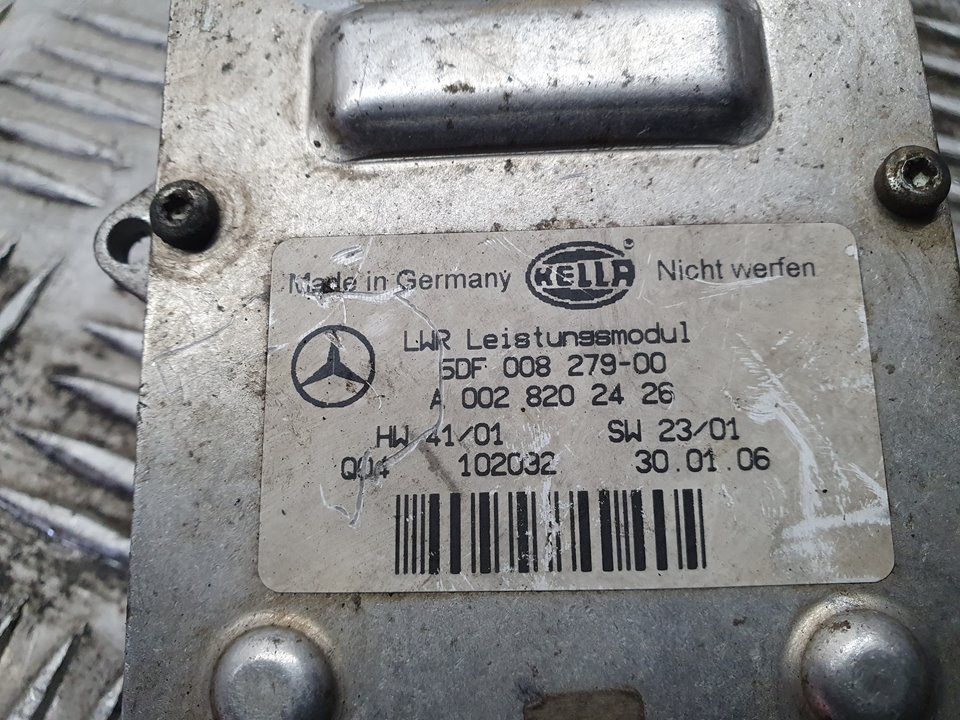 Made in Germany HELLA ® Nicht werfen
LWR Leistungsmodul
5DF 008 279-00
A 002 820 24 26
HW 41/01 SW 23/01
Q04 102032 30.01.06